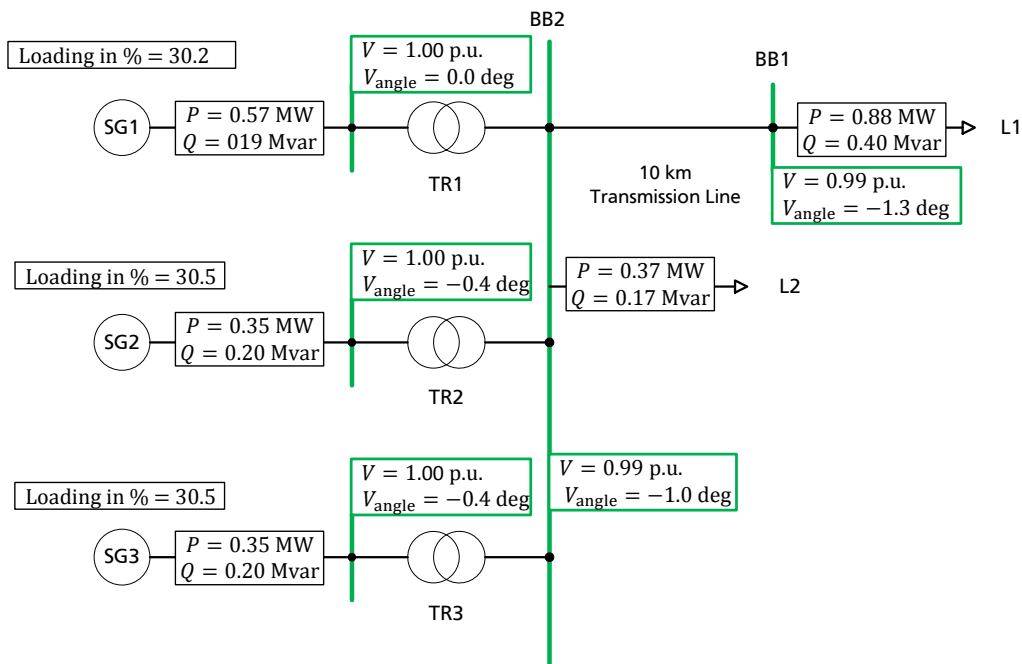 BB2
Loading in % = 30.2
V = 1.00 p.u.
V_angle = 0.0 deg
BB1
SG1
P = 0.57 MW
Q = 019 Mvar
P = 0.88 MW
Q = 0.40 Mvar
L1
TR1
10 km
Transmission Line
V = 0.99 p.u.
V_angle = −1.3 deg
Loading in % = 30.5
V = 1.00 p.u.
V_angle = −0.4 deg
P = 0.37 MW
Q = 0.17 Mvar
L2
SG2
P = 0.35 MW
Q = 0.20 Mvar
TR2
Loading in % = 30.5
V = 1.00 p.u.
V_angle = −0.4 deg
V = 0.99 p.u.
V_angle = −1.0 deg
SG3
P = 0.35 MW
Q = 0.20 Mvar
TR3